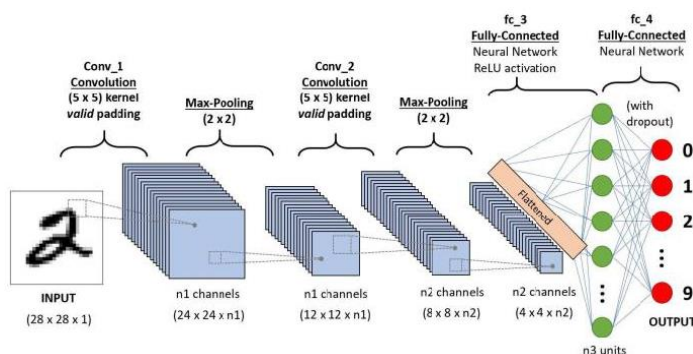 fc_3
Fully-Connected
Neural Network
ReLU activation
fc_4
Fully-Connected
Neural Network
Conv_1
Convolution
(5 x 5) kernel
valid padding
Max-Pooling
(2 x 2)
Conv_2
Convolution
(5 x 5) kernel
valid padding
Max-Pooling
(2 x 2)
(with
dropout)
0
1
2
9
Flattened
2
INPUT
(28 x 28 x 1)
n1 channels
(24 x 24 x n1)
n1 channels
(12 x 12 x n1)
n2 channels
(8 x 8 x n2)
n2 channels
(4 x 4 x n2)
OUTPUT
n3 units